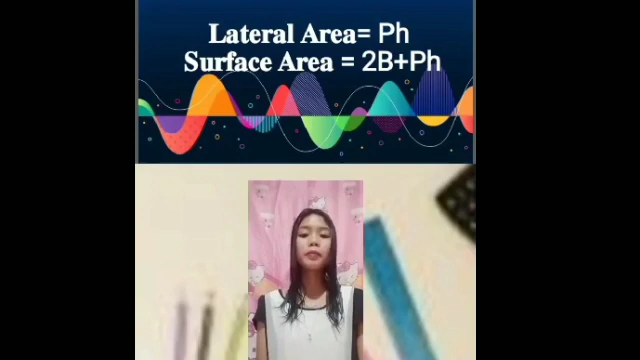 Lateral Area= Ph
Surface Area = 2B+Ph